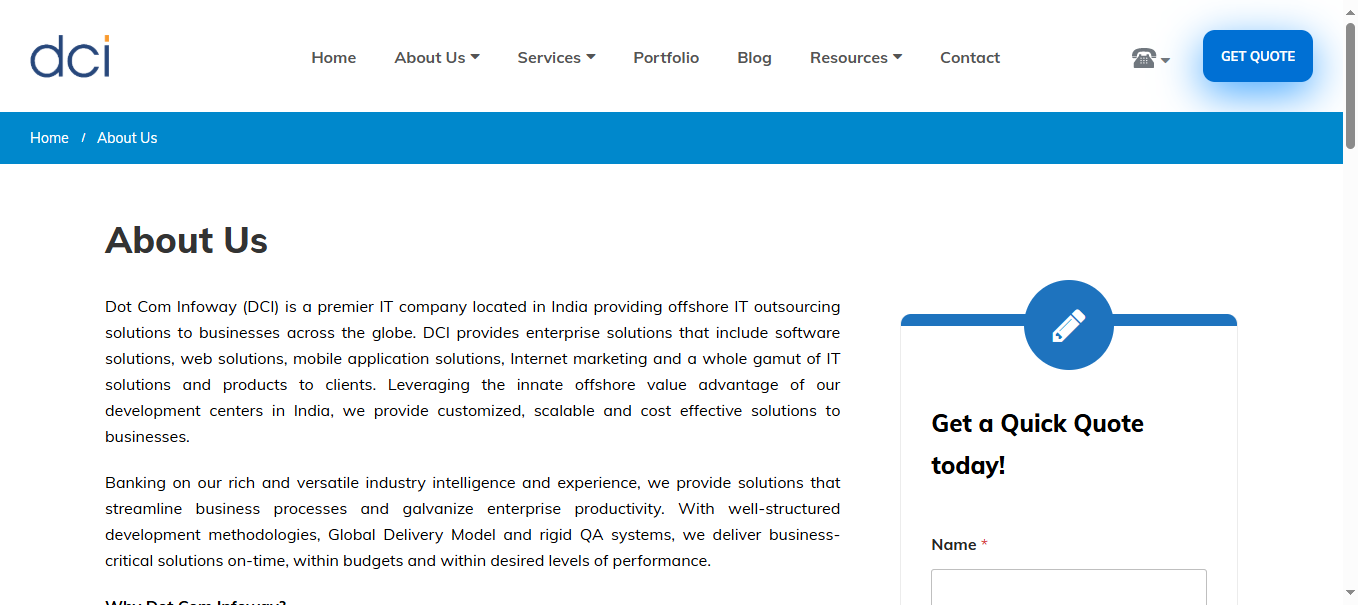 dci
Home
About Us
Services
Portfolio
Blog
Resources
Contact
GET QUOTE
Home / About Us
About Us
Dot Com Infoway (DCI) is a premier IT company located in India providing offshore IT outsourcing
solutions to businesses across the globe. DCI provides enterprise solutions that include software
solutions, web solutions, mobile application solutions, Internet marketing and a whole gamut of IT
solutions and products to clients. Leveraging the innate offshore value advantage of our
development centers in India, we provide customized, scalable and cost effective solutions to
businesses.
Banking on our rich and versatile industry intelligence and experience, we provide solutions that
streamline business processes and galvanize enterprise productivity. With well-structured
development methodologies, Global Delivery Model and rigid QA systems, we deliver business-
critical solutions on-time, within budgets and within desired levels of performance.
Why Dot Com Infoway?
Get a Quick Quote
today!
Name *